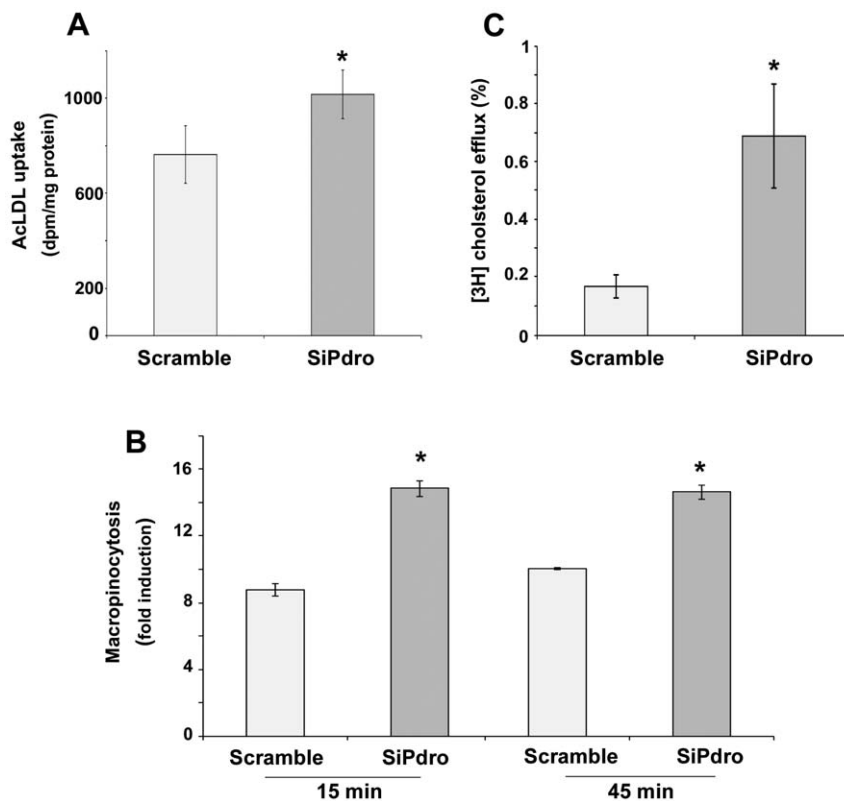 A
AcLDL uptake
(dpm/mg protein)
1000
600
200
0
*
Scramble
SiPdro
C
[3H] cholsterol efflux (%)
1
0.8
0.6
0.4
0.2
0
*
Scramble
SiPdro
B
Macropinocytosis
(fold induction)
16
12
8
4
0
*
*
Scramble
SiPdro
Scramble
SiPdro
15 min
45 min